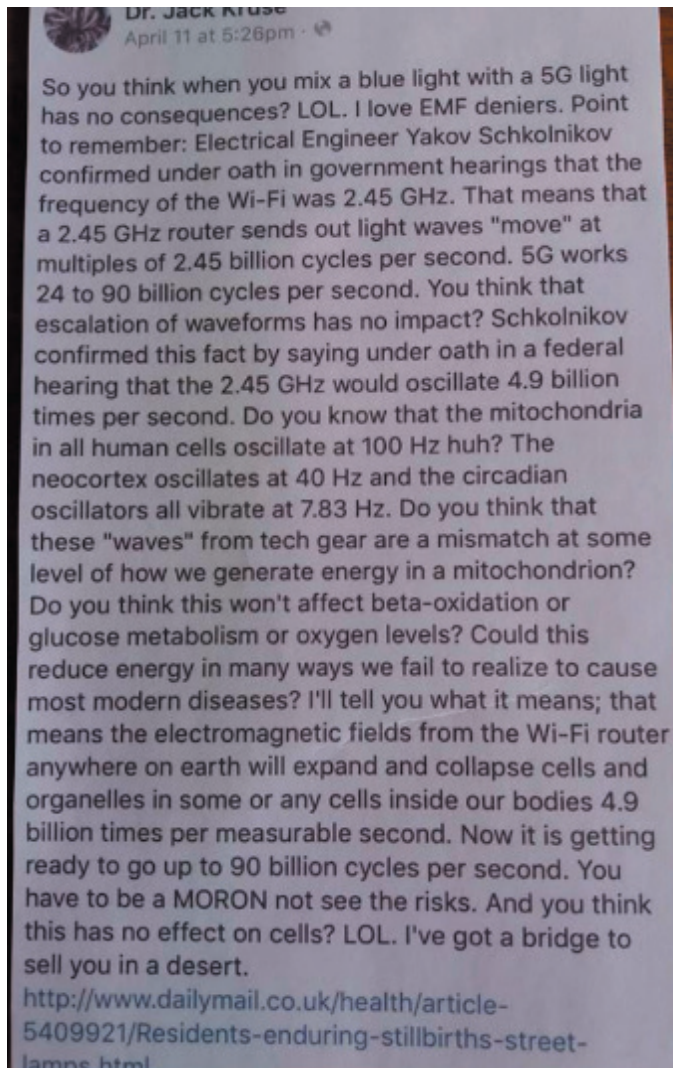 Dr. Jack Kruse
April 11 at 5:26pm ·
So you think when you mix a blue light with a 5G light
has no consequences? LOL. I love EMF deniers. Point
to remember: Electrical Engineer Yakov Schkolnikov
confirmed under oath in government hearings that the
frequency of the Wi-Fi was 2.45 GHz. That means that
a 2.45 GHz router sends out light waves "move" at
multiples of 2.45 billion cycles per second. 5G works
24 to 90 billion cycles per second. You think that
escalation of waveforms has no impact? Schkolnikov
confirmed this fact by saying under oath in a federal
hearing that the 2.45 GHz would oscillate 4.9 billion
times per second. Do you know that the mitochondria
in all human cells oscillate at 100 Hz huh? The
neocortex oscillates at 40 Hz and the circadian
oscillators all vibrate at 7.83 Hz. Do you think that
these "waves" from tech gear are a mismatch at some
level of how we generate energy in a mitochondrion?
Do you think this won't affect beta-oxidation or
glucose metabolism or oxygen levels? Could this
reduce energy in many ways we fail to realize to cause
most modern diseases? I'll tell you what it means; that
means the electromagnetic fields from the Wi-Fi router
anywhere on earth will expand and collapse cells and
organelles in some or any cells inside our bodies 4.9
billion times per measurable second. Now it is getting
ready to go up to 90 billion cycles per second. You
have to be a MORON not see the risks. And you think
this has no effect on cells? LOL. I've got a bridge to
sell you in a desert.
http://www.dailymail.co.uk/health/article-
5409921/Residents-enduring-stillbirths-street-
lamps.html